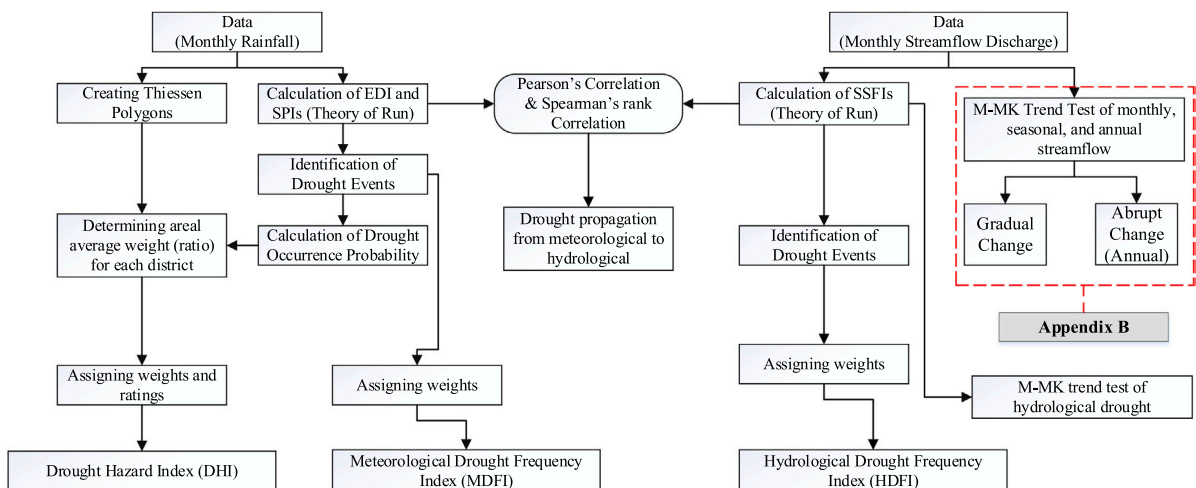 Data
(Monthly Rainfall)
Data
(Monthly Streamflow Discharge)
Creating Thiessen
Polygons
Calculation of EDI and
SPIs (Theory of Run)
Pearson's Correlation
& Spearman's rank
Correlation
Calculation of SSFIs
(Theory of Run)
M-MK Trend Test of monthly,
seasonal, and annual
streamflow
Identification of
Drought Events
Determining areal
average weight (ratio)
for each district
Calculation of Drought
Occurrence Probability
Drought propagation
from meteorological to
hydrological
Identification of
Drought Events
Gradual
Change
Abrupt
Change
(Annual)
Appendix B
Assigning weights and
ratings
Assigning weights
Assigning weights
M-MK trend test of
hydrological drought
Drought Hazard Index (DHI)
Meteorological Drought Frequency
Index (MDFI)
Hydrological Drought Frequency
Index (HDFI)